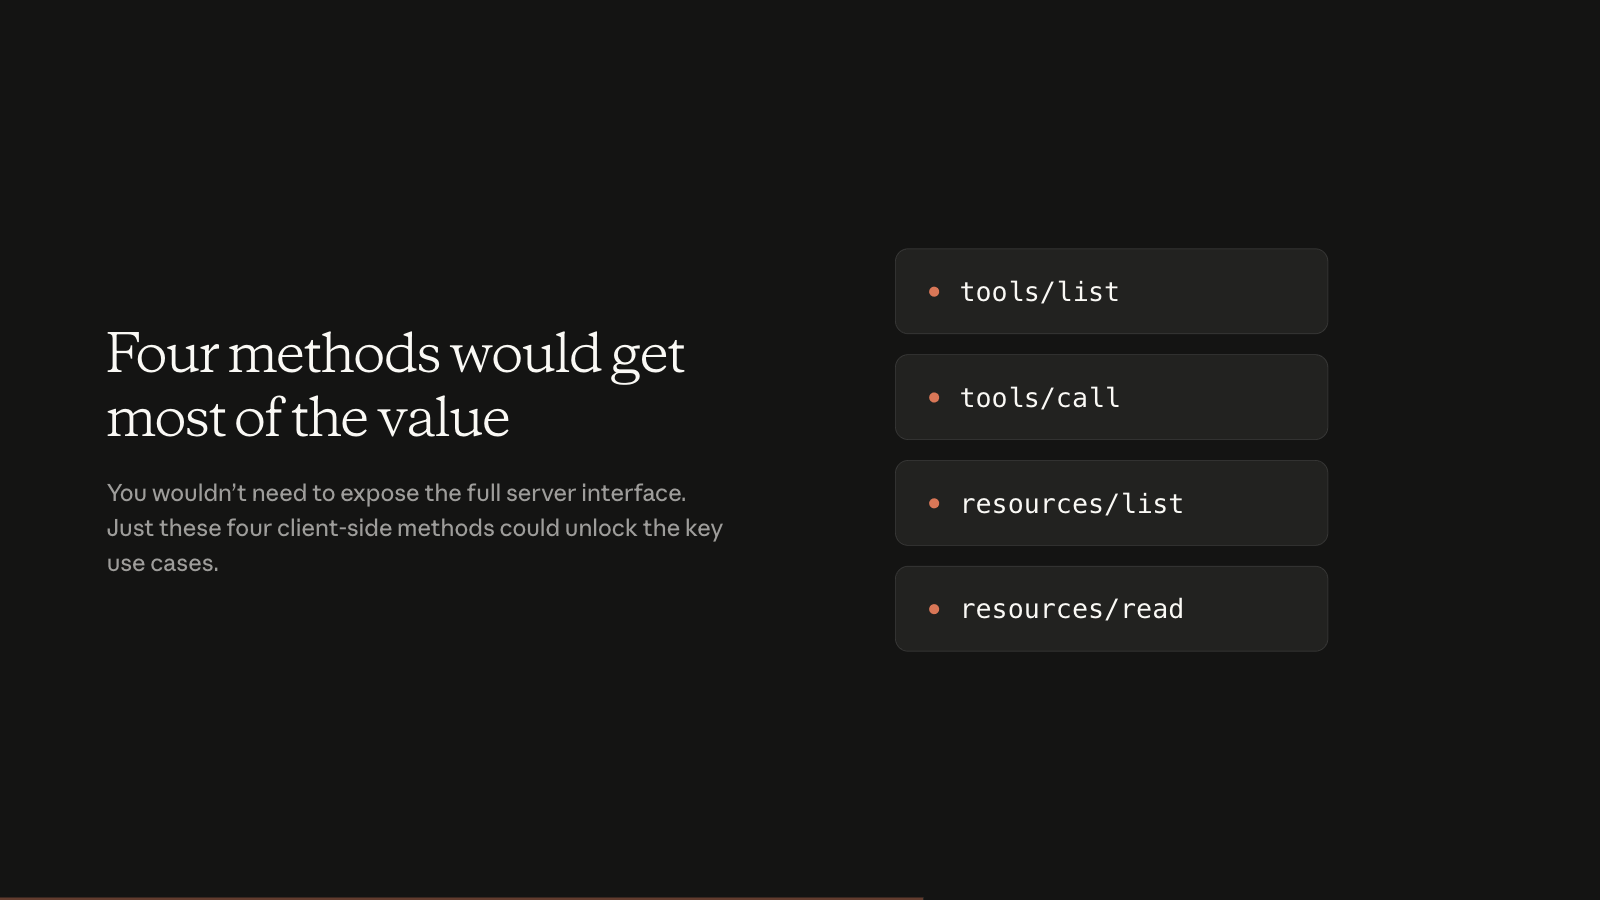 Four methods would get
most of the value
You wouldn’t need to expose the full server interface.
Just these four client-side methods could unlock the key
use cases.
tools/list
tools/call
resources/list
resources/read